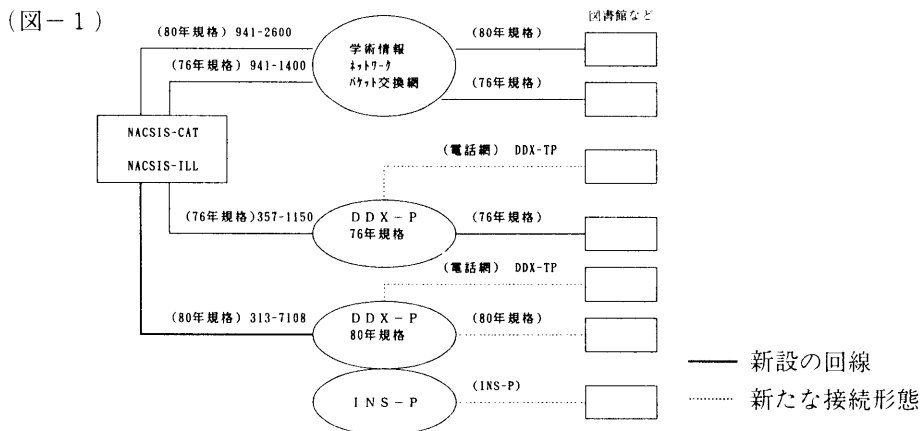 (図－1)
図書館など
(80年規格) 941-2600
(80年規格)
学術情報
ネットワーク
パケット交換網
(76年規格) 941-1400
(76年規格)
NACSIS-CAT
NACSIS-ILL
(電話網) DDX-TP
(76年規格)357-1150
DDX－P
76年規格
(76年規格)
(電話網) DDX-TP
(80年規格) 313-7108
DDX－P
80年規格
(80年規格)
新設の回線
(INS-P)
INS－P
新たな接続形態